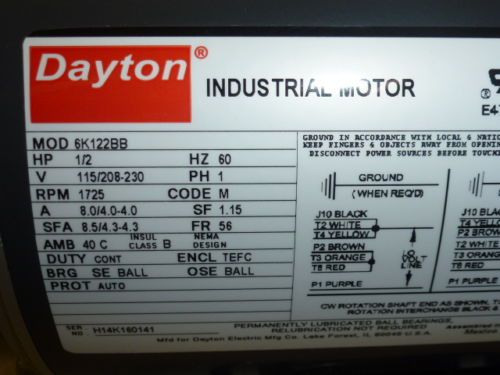 Dayton®
INDUSTRIAL MOTOR
MOD 6K122BB
HP 1/2 HZ 60
V 115/208-230 PH 1
RPM 1725 CODE M
A 8.0/4.0-4.0 SF 1.15
SFA 8.5/4.3-4.3 FR 56
AMB 40 C INSUL CLASS B NEMA DESIGN
DUTY CONT ENCL TEFC
BRG SE BALL OSE BALL
PROT AUTO
SER NO H14K160141
GROUND IN ACCORDANCE WITH LOCAL &
KEEP FINGERS & OBJECTS AWAY FROM
DISCONNECT POWER SOURCES BEFORE
GROUND
(WHEN REQ'D)
J10 BLACK
T2 WHITE
T4 YELLOW
P2 BROWN
T3 ORANGE
T8 RED
P1 PURPLE
LINE
J10 BLACK
T2 WHITE
T4 YELLOW
P2 BROWN
T3 ORANGE
T8 RED
P1 PURPLE
CW ROTATION SHAFT END AS SHOWN,
ROTATION INTERCHANGE BLACK &
PERMANENTLY LUBRICATED BALL BEARINGS,
RELUBRICATION NOT REQUIRED
Assembled
Mexico
Mfd for Dayton Electric Mfg Co. Lake Forest, IL 60045 U.S.A.